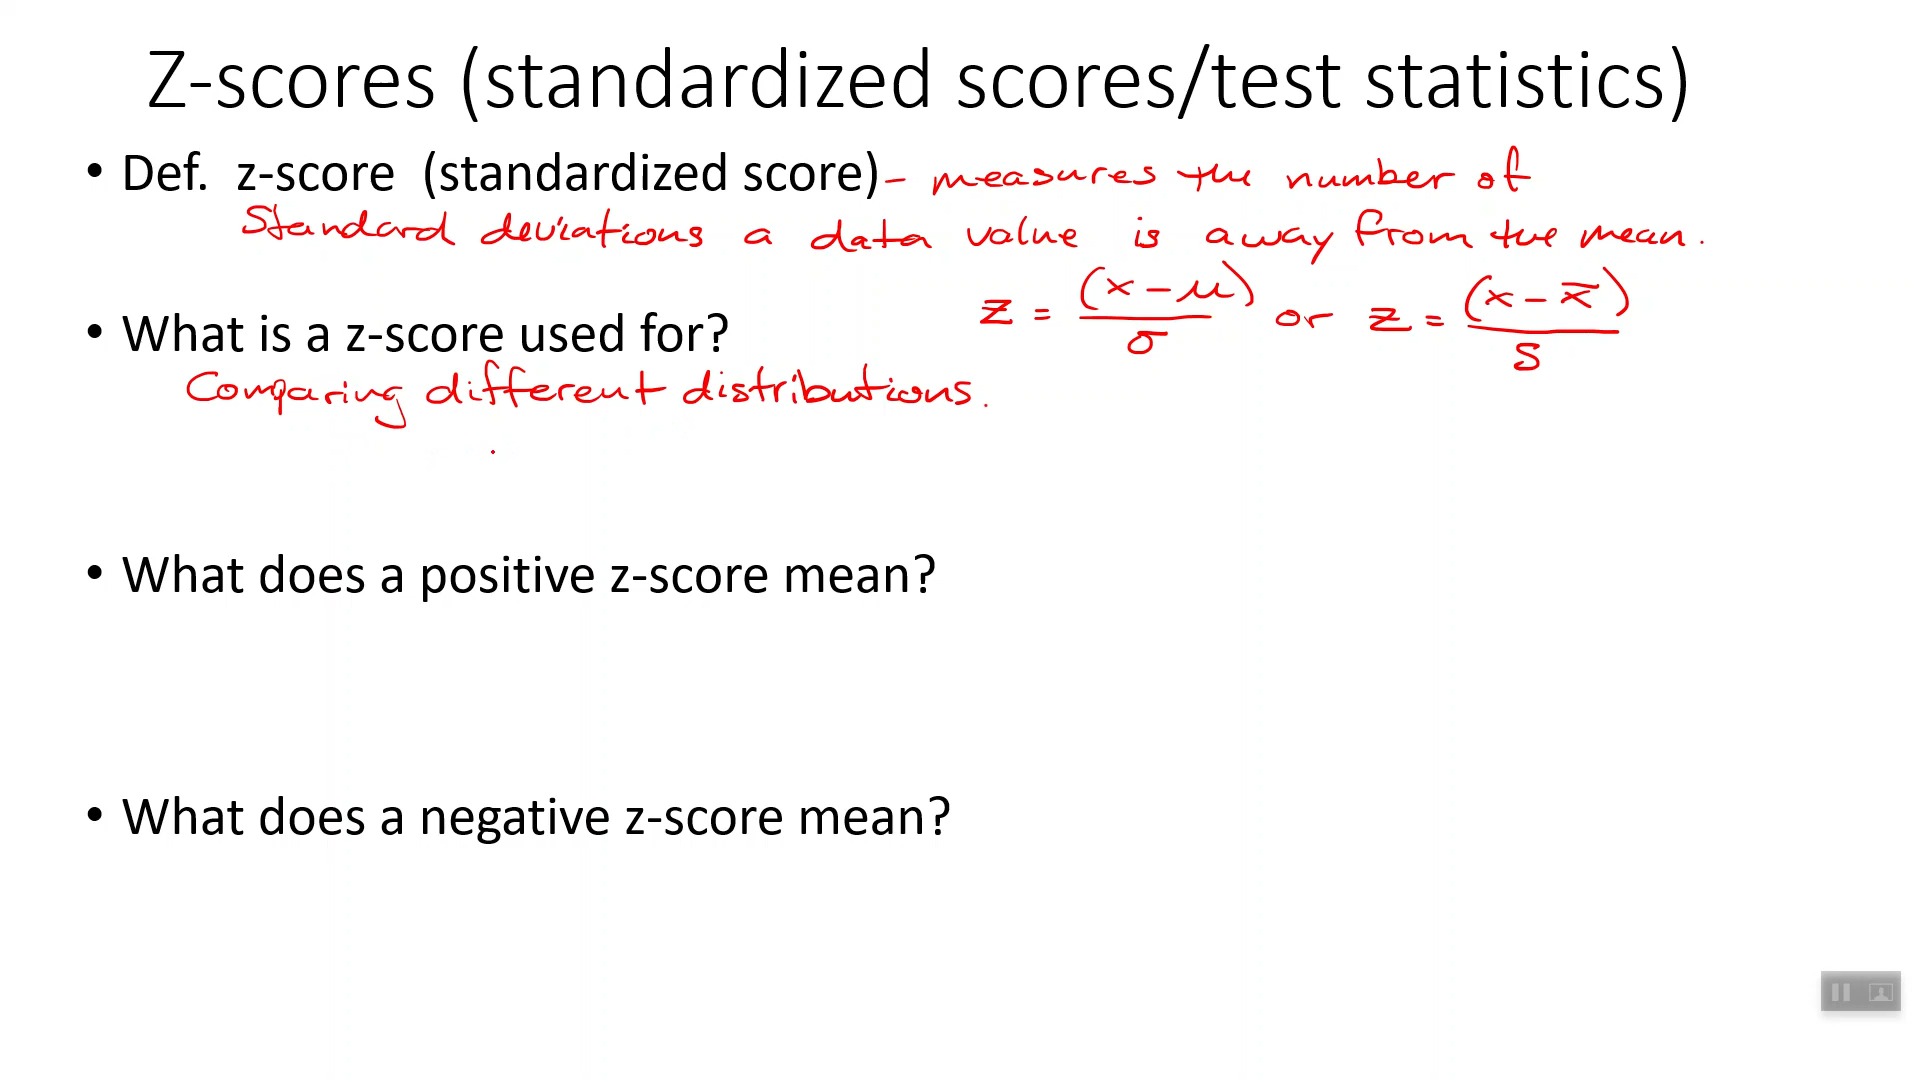 Z-scores (standardized scores/test statistics)
• Def. z-score (standardized score) - measures the number of
Standard deviations a data value is away from the mean.
z = (x - μ) / σ or z = (x - x̄) / s
• What is a z-score used for?
Comparing different distributions.
• What does a positive z-score mean?
• What does a negative z-score mean?